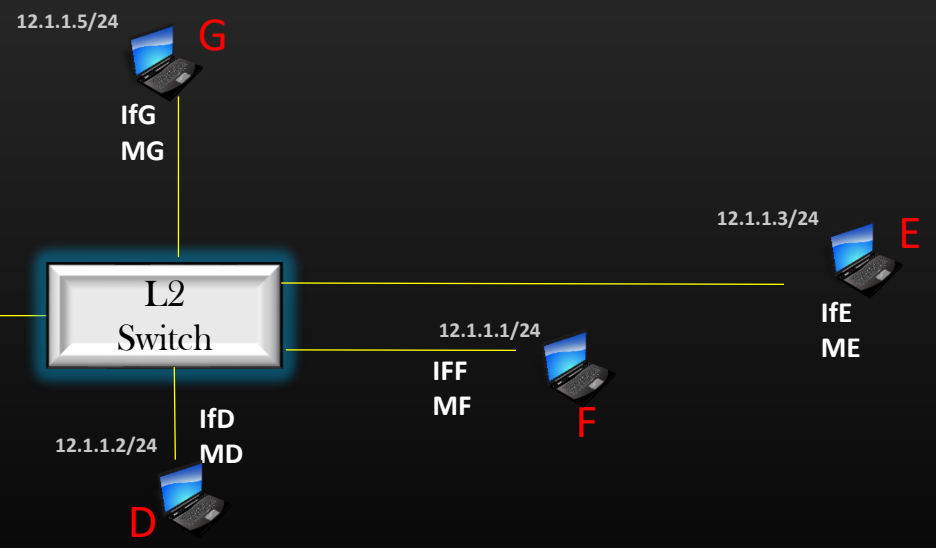 12.1.1.5/24
G
IfG
MG
12.1.1.3/24
E
L2
Switch
IfE
ME
12.1.1.1/24
IFF
MF
F
IfD
MD
12.1.1.2/24
D